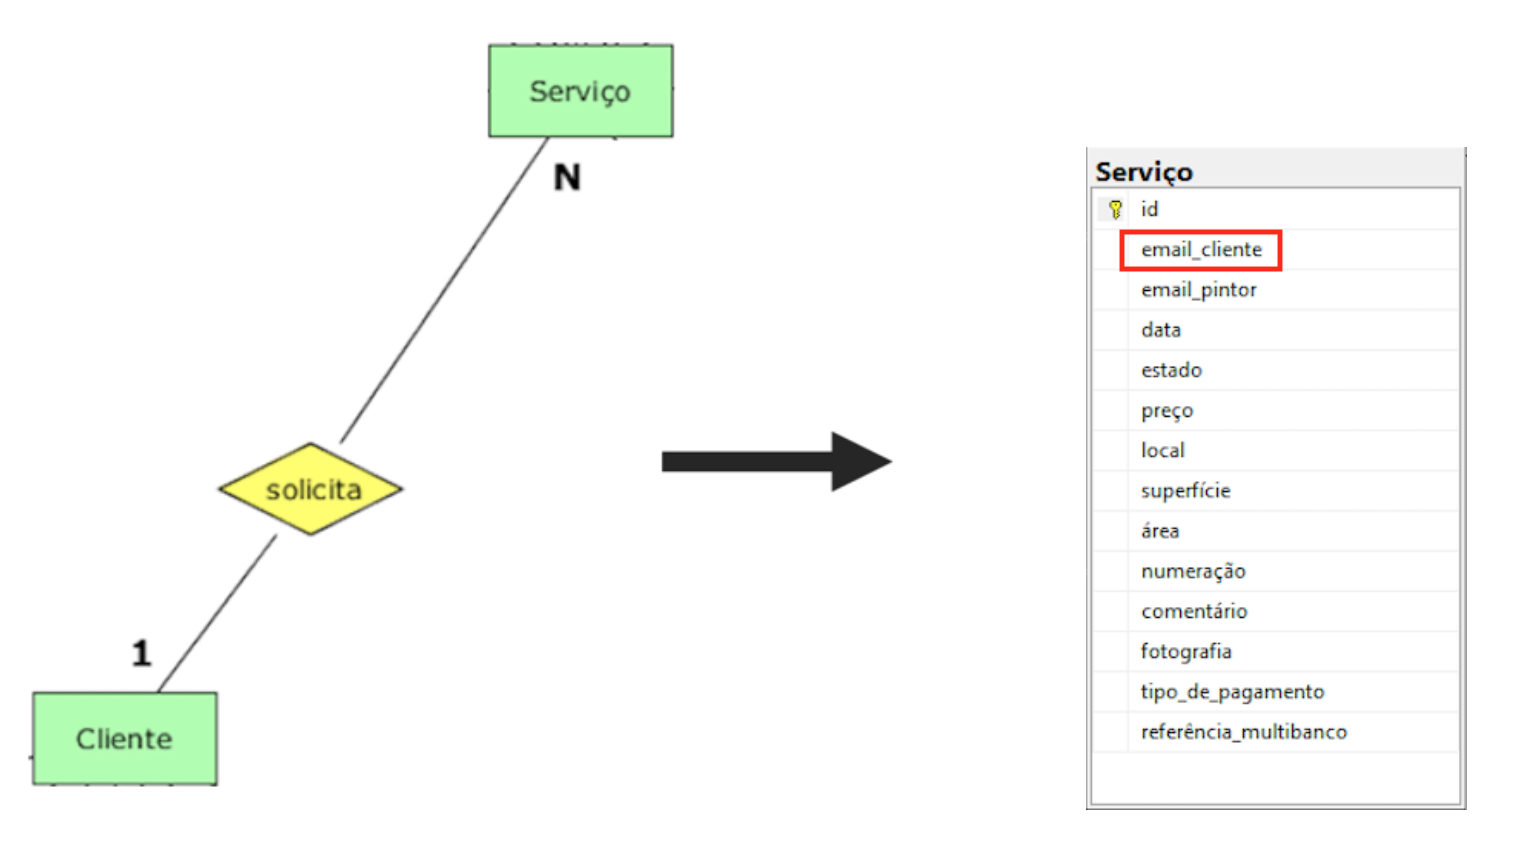 Serviço
N
solicita
1
Cliente
Serviço
id
email_cliente
email_pintor
data
estado
preço
local
superfície
área
numeração
comentário
fotografia
tipo_de_pagamento
referência_multibanco